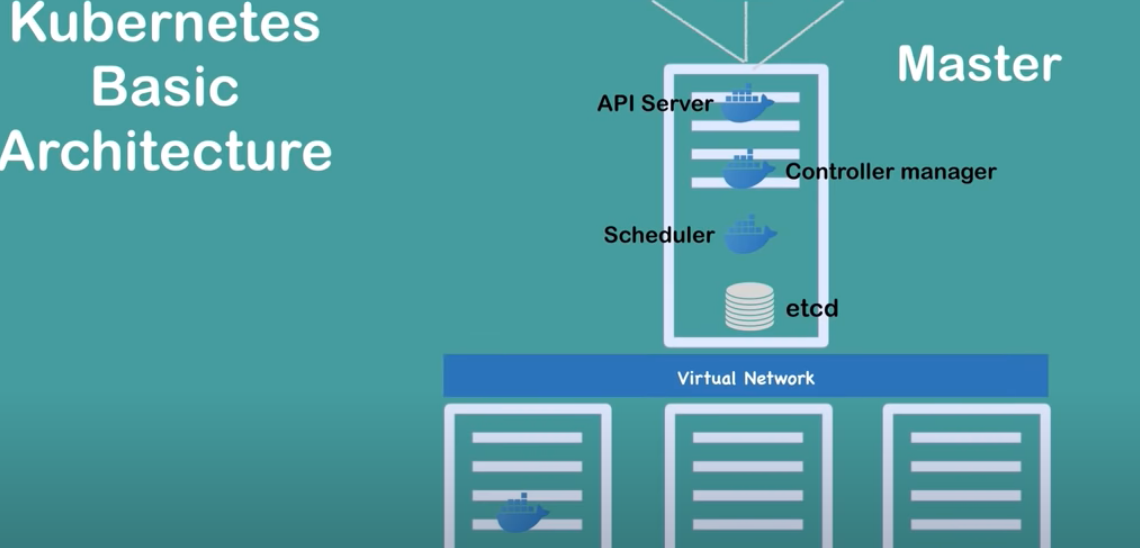 Kubernetes
Basic
Architecture
Master
API Server
Controller manager
Scheduler
etcd
Virtual Network